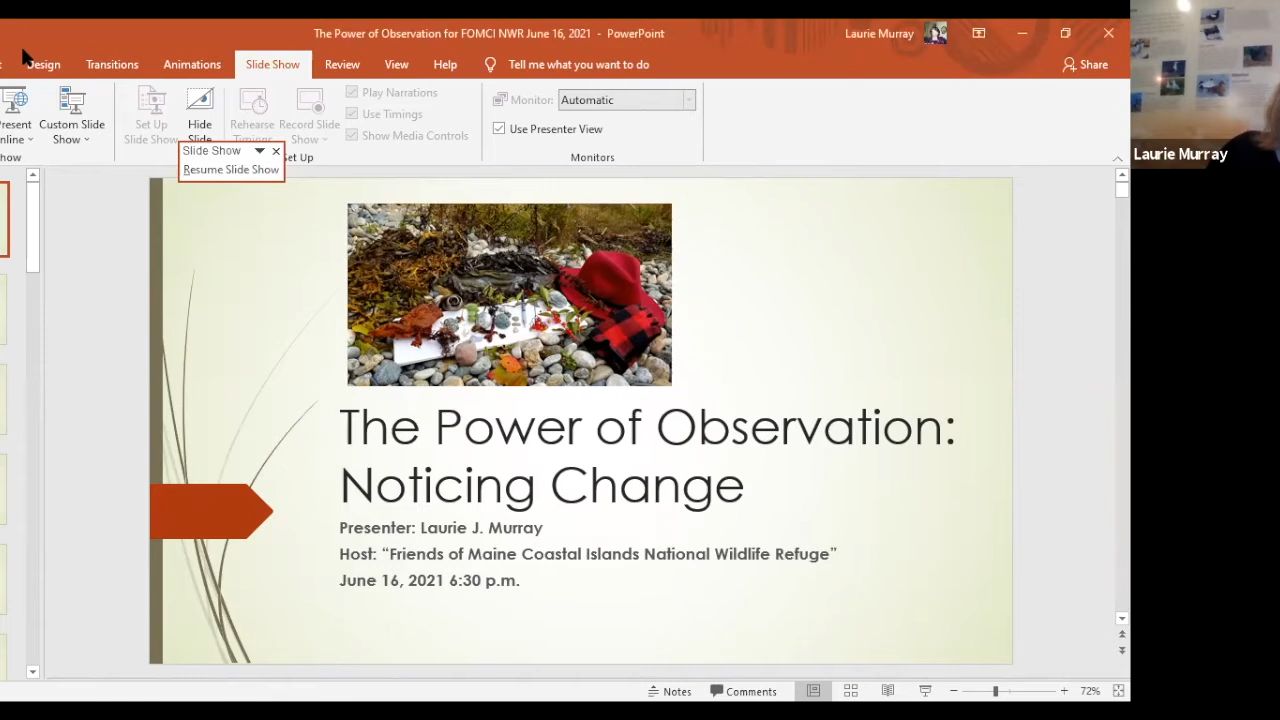 The Power of Observation for FOMCI NWR June 16, 2021 - PowerPoint
Laurie Murray
Design
Transitions
Animations
Slide Show
Review
View
Help
Tell me what you want to do
Share
Custom Slide
Show
Set Up
Slide Show
Hide
Slide
Rehearse
Timings
Record Slide
Show
Play Narrations
Use Timings
Show Media Controls
Set Up
Monitor:
Automatic
Use Presenter View
Monitors
Slide Show
Resume Slide Show
Laurie Murray
The Power of Observation:
Noticing Change
Presenter: Laurie J. Murray
Host: “Friends of Maine Coastal Islands National Wildlife Refuge”
June 16, 2021 6:30 p.m.
Notes
Comments
72%